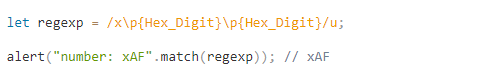 let regexp = /x\p{Hex_Digit}\p{Hex_Digit}/u;
alert("number: xAF".match(regexp)); // xAF